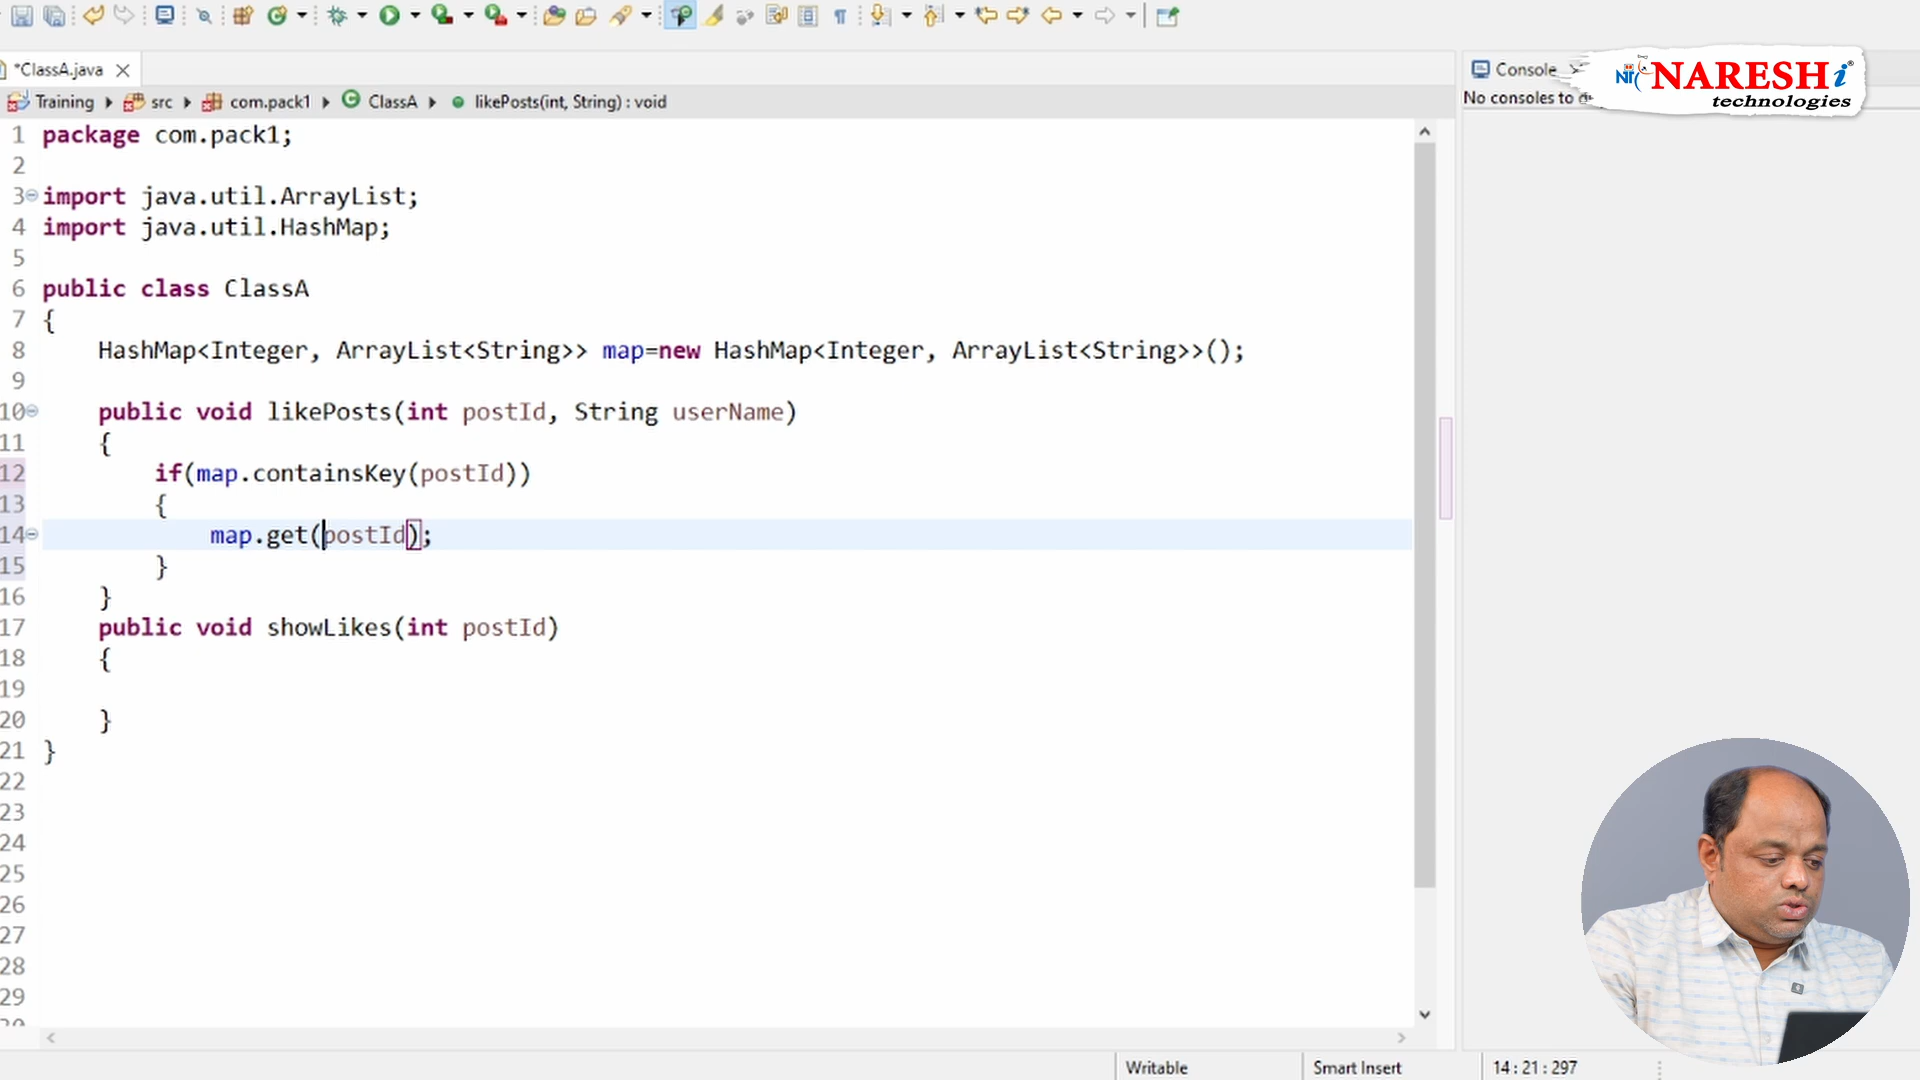 *ClassA.java
Console
NARESHi
technologies
Training src com.pack1 ClassA likePosts(int, String) : void
No consoles to
1 package com.pack1;
2
3 import java.util.ArrayList;
4 import java.util.HashMap;
5
6 public class ClassA
7 {
8 HashMap<Integer, ArrayList<String>> map=new HashMap<Integer, ArrayList<String>>();
9
10 public void likePosts(int postId, String userName)
11 {
12 if(map.containsKey(postId))
13 {
14 map.get(postId);
15 }
16 }
17 public void showLikes(int postId)
18 {
19
20 }
21 }
22
23
24
25
26
27
28
29
Writable
Smart Insert
14 : 21 : 297